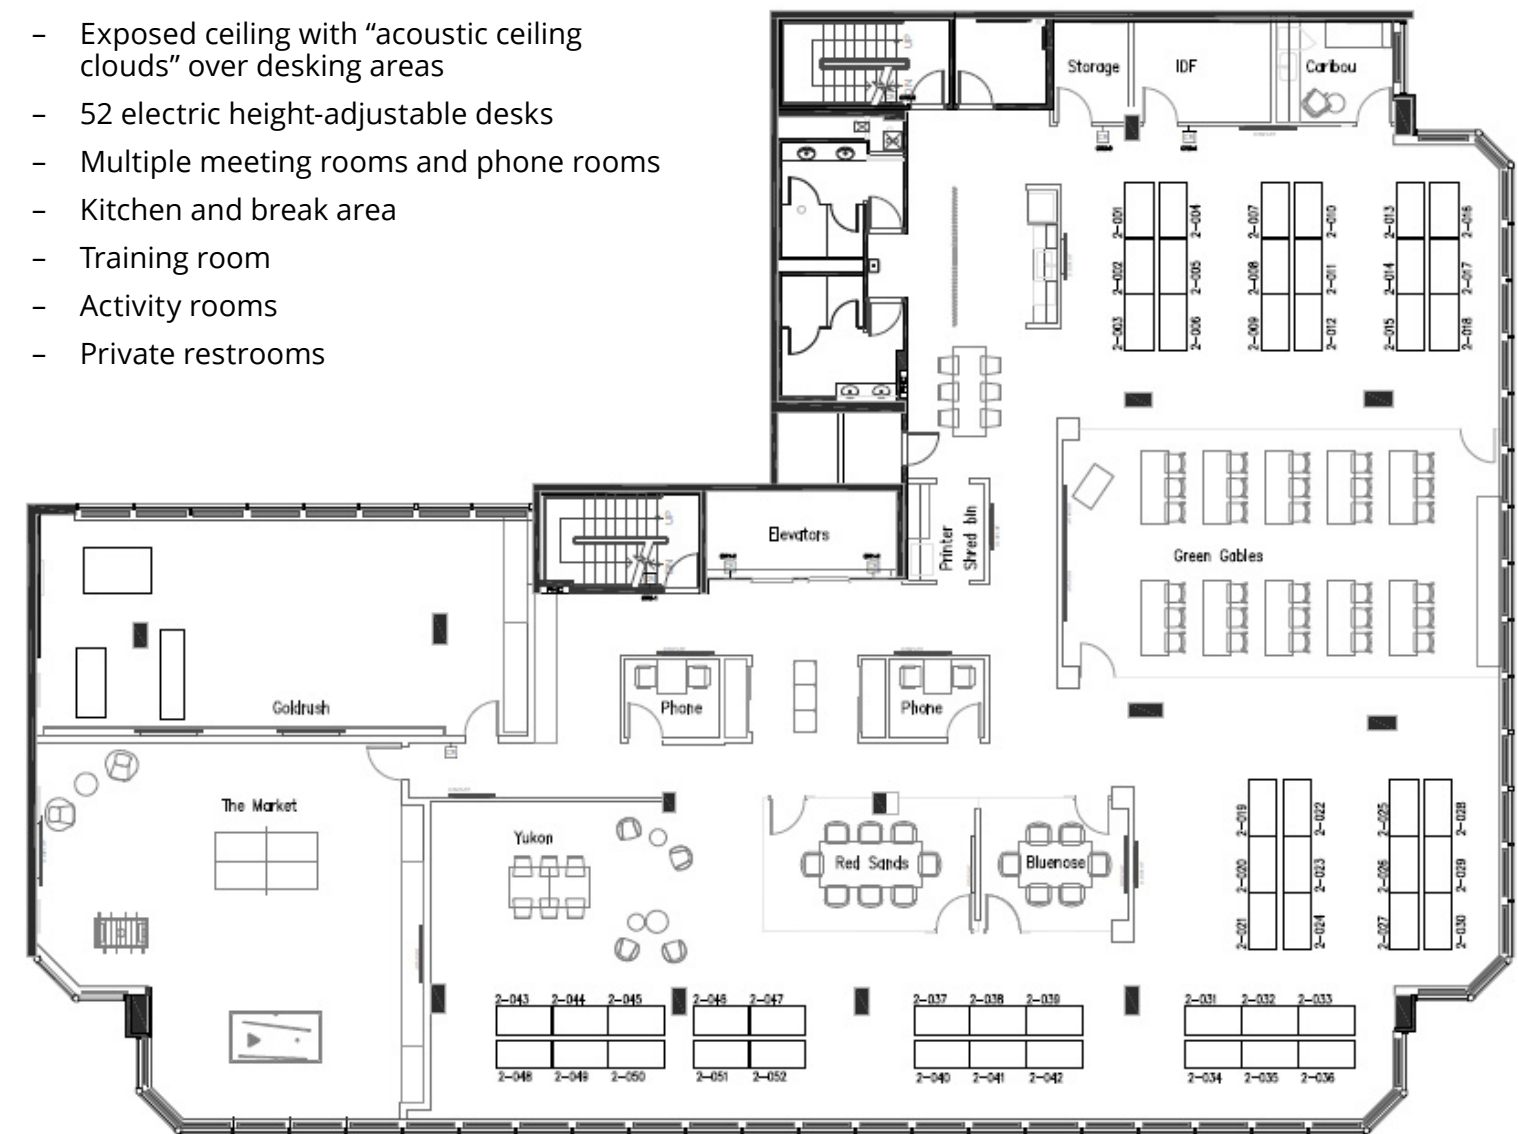 – Exposed ceiling with “acoustic ceiling
clouds” over desking areas
– 52 electric height-adjustable desks
– Multiple meeting rooms and phone rooms
– Kitchen and break area
– Training room
– Activity rooms
– Private restrooms
UP
DN
Storage
IDF
Caribou
2-001
2-004
2-007
2-010
2-013
2-016
2-002
2-005
2-008
2-011
2-014
2-017
2-003
2-006
2-009
2-012
2-015
2-018
UP
DN
Elevators
Printer
Shred bin
Green Gables
Goldrush
Phone
Phone
The Market
Yukon
Red Sands
Bluenose
2-019
2-022
2-025
2-028
2-020
2-023
2-026
2-029
2-021
2-024
2-027
2-030
2-043 2-044 2-045
2-046 2-047
2-037 2-038 2-039
2-031 2-032 2-033
2-048 2-049 2-050
2-051 2-052
2-040 2-041 2-042
2-034 2-035 2-036